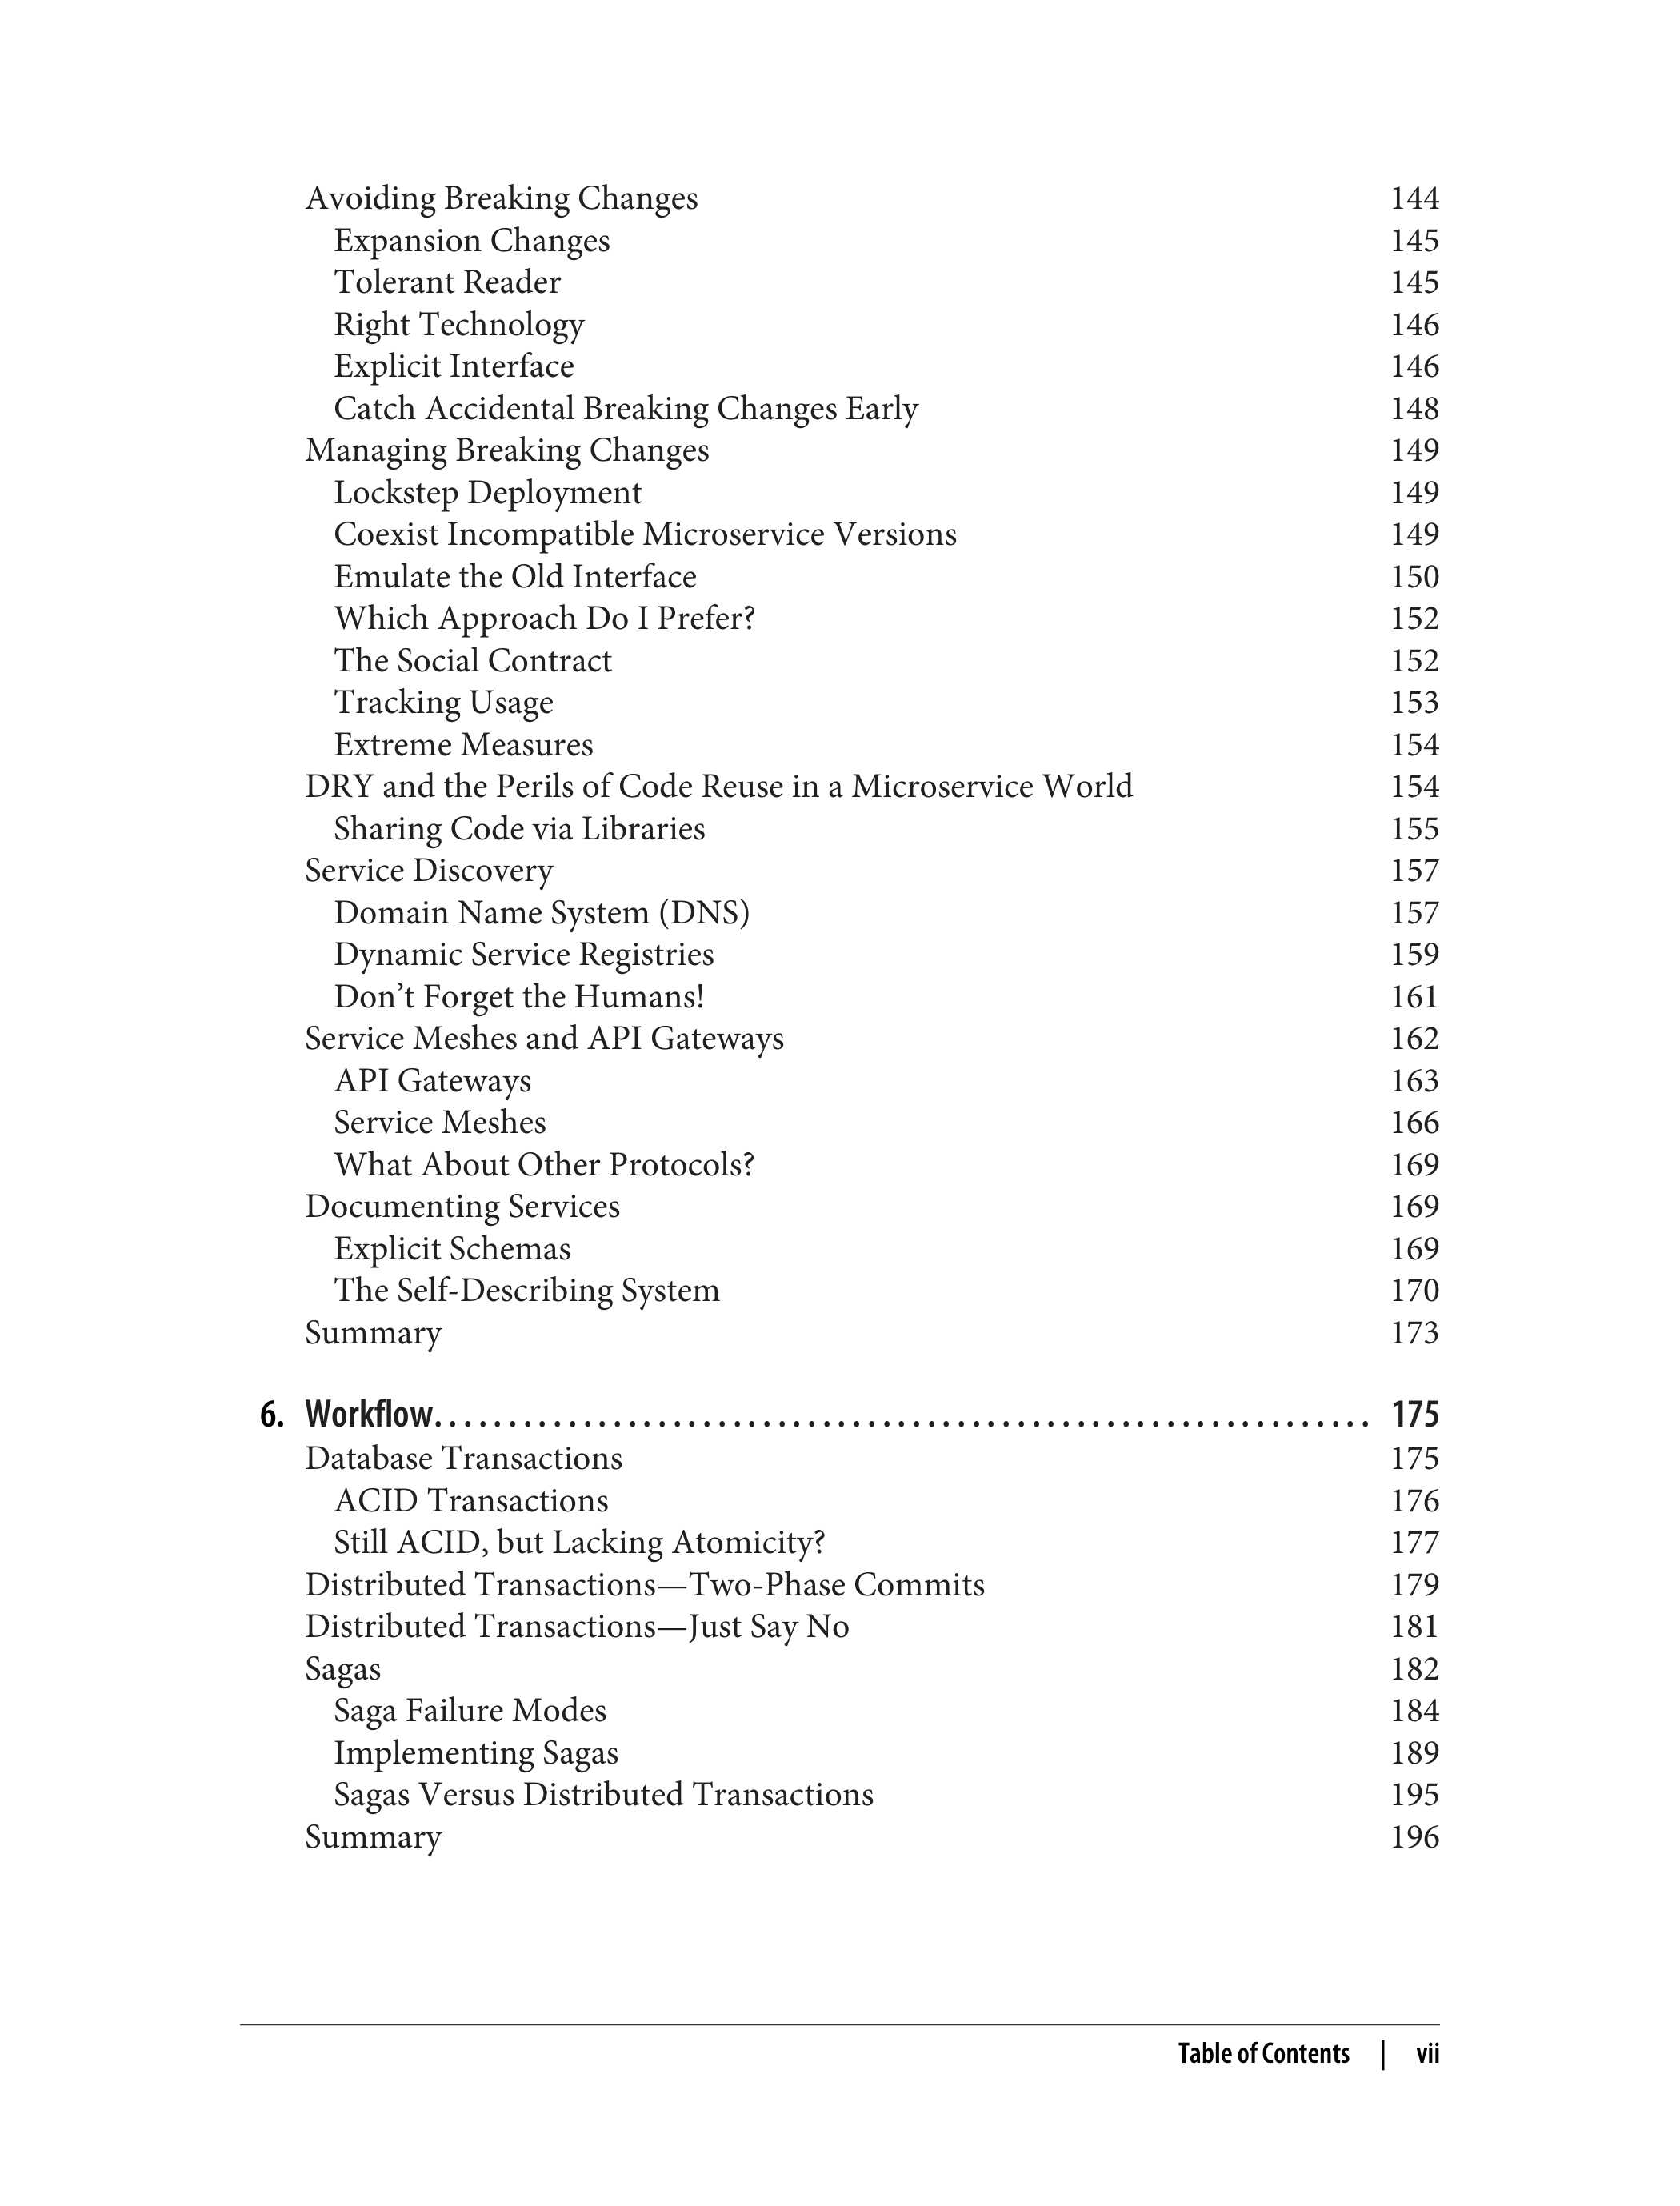 Avoiding Breaking Changes 144
Expansion Changes 145
Tolerant Reader 145
Right Technology 146
Explicit Interface 146
Catch Accidental Breaking Changes Early 148
Managing Breaking Changes 149
Lockstep Deployment 149
Coexist Incompatible Microservice Versions 149
Emulate the Old Interface 150
Which Approach Do I Prefer? 152
The Social Contract 152
Tracking Usage 153
Extreme Measures 154
DRY and the Perils of Code Reuse in a Microservice World 154
Sharing Code via Libraries 155
Service Discovery 157
Domain Name System (DNS) 157
Dynamic Service Registries 159
Don’t Forget the Humans! 161
Service Meshes and API Gateways 162
API Gateways 163
Service Meshes 166
What About Other Protocols? 169
Documenting Services 169
Explicit Schemas 169
The Self-Describing System 170
Summary 173
6. Workflow. . . . . . . . . . . . . . . . . . . . . . . . . . . . . . . . . . . . . . . . . . . . . . . . . . . . . . . . . . . . . . . 175
Database Transactions 175
ACID Transactions 176
Still ACID, but Lacking Atomicity? 177
Distributed Transactions—Two-Phase Commits 179
Distributed Transactions—Just Say No 181
Sagas 182
Saga Failure Modes 184
Implementing Sagas 189
Sagas Versus Distributed Transactions 195
Summary 196
Table of Contents | vii